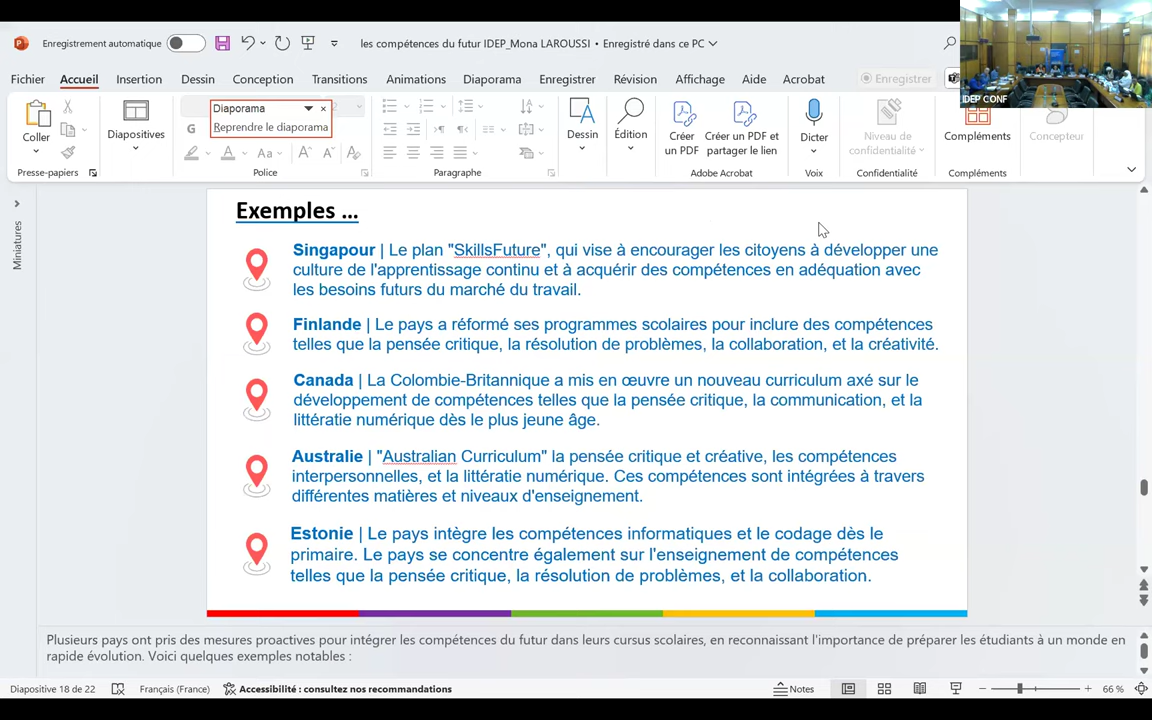 Enregistrement automatique
les compétences du futur IDEP_Mona LAROUSSI • Enregistré dans ce PC
IDEP CONF
Fichier Accueil Insertion Dessin Conception Transitions Animations Diaporama Enregistrer Révision Affichage Aide Acrobat Enregistrer
Diaporama
Reprendre le diaporama
Coller
Diapositives
G
Aa
Dessin
Édition
Créer un PDF
Créer un PDF et partager le lien
Dicter
Niveau de confidentialité
Compléments
Concepteur
Presse-papiers Police Paragraphe Adobe Acrobat Voix Confidentialité Compléments
Miniatures
Exemples ...
Singapour | Le plan "SkillsFuture", qui vise à encourager les citoyens à développer une
culture de l'apprentissage continu et à acquérir des compétences en adéquation avec
les besoins futurs du marché du travail.
Finlande | Le pays a réformé ses programmes scolaires pour inclure des compétences
telles que la pensée critique, la résolution de problèmes, la collaboration, et la créativité.
Canada | La Colombie-Britannique a mis en œuvre un nouveau curriculum axé sur le
développement de compétences telles que la pensée critique, la communication, et la
littératie numérique dès le plus jeune âge.
Australie | "Australian Curriculum" la pensée critique et créative, les compétences
interpersonnelles, et la littératie numérique. Ces compétences sont intégrées à travers
différentes matières et niveaux d'enseignement.
Estonie | Le pays intègre les compétences informatiques et le codage dès le
primaire. Le pays se concentre également sur l'enseignement de compétences
telles que la pensée critique, la résolution de problèmes, et la collaboration.
Plusieurs pays ont pris des mesures proactives pour intégrer les compétences du futur dans leurs cursus scolaires, en reconnaissant l'importance de préparer les étudiants à un monde en
rapide évolution. Voici quelques exemples notables :
Diapositive 18 de 22 Français (France) Accessibilité : consultez nos recommandations Notes 66 %